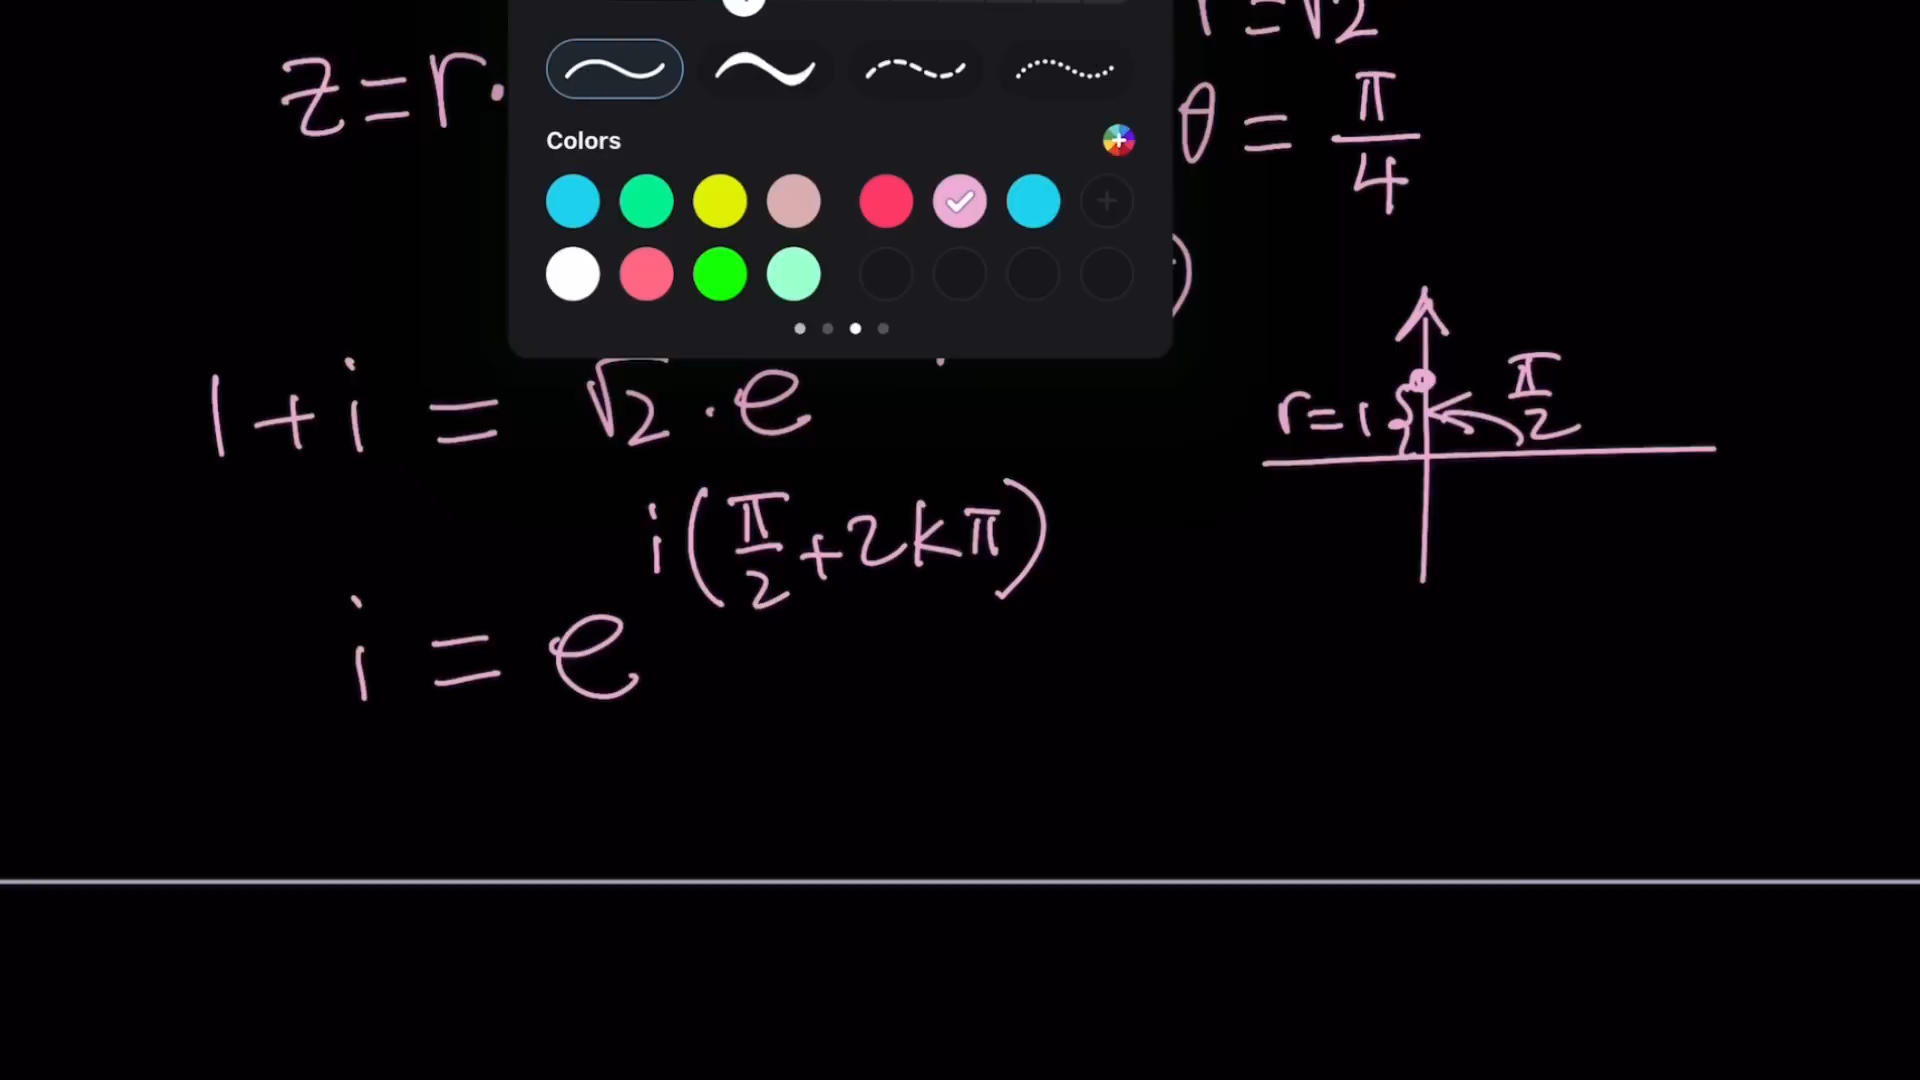 r = √2
z = r ·
θ = π/4
Colors
1 + i = √2 · e
r = 1
π/2
i = e^{i(π/2 + 2kπ)}